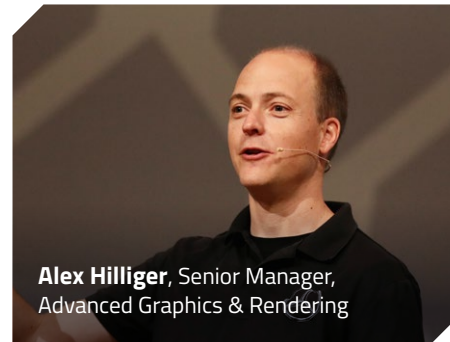 Alex Hilliger, Senior Manager,
Advanced Graphics & Rendering